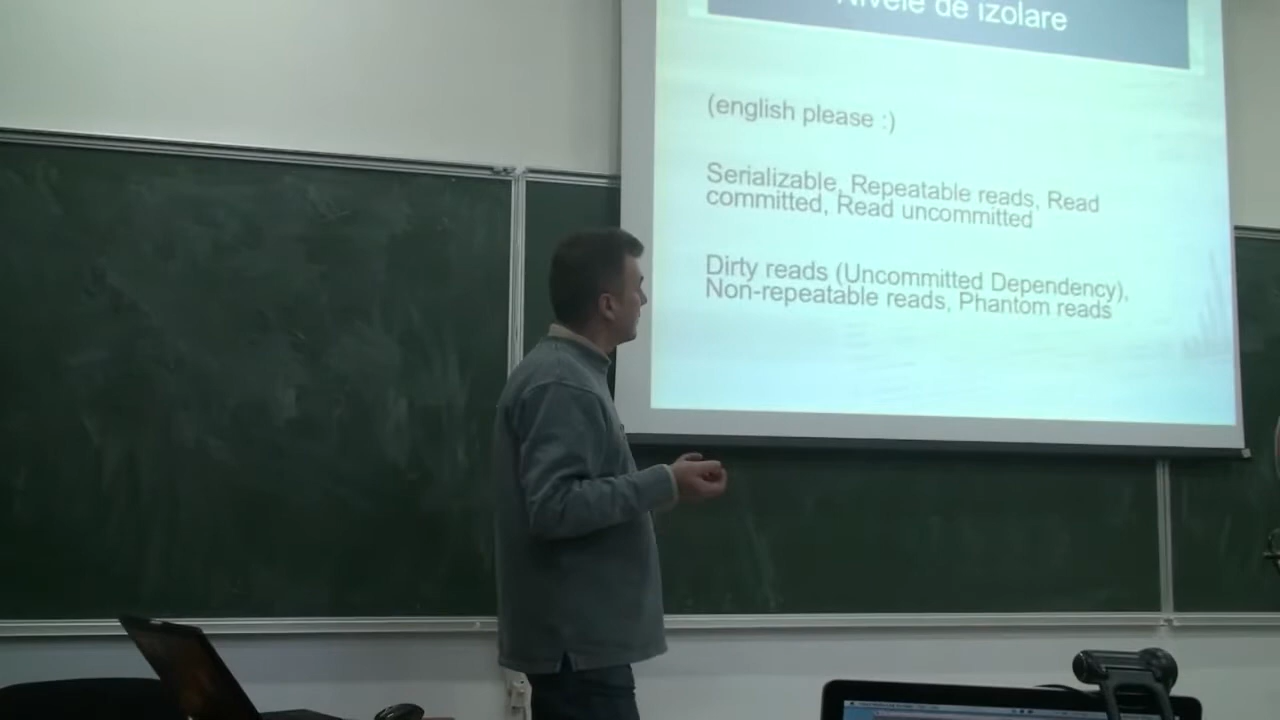 Nivele de izolare
(english please :)
Serializable, Repeatable reads, Read
committed, Read uncommitted
Dirty reads (Uncommitted Dependency),
Non-repeatable reads, Phantom reads